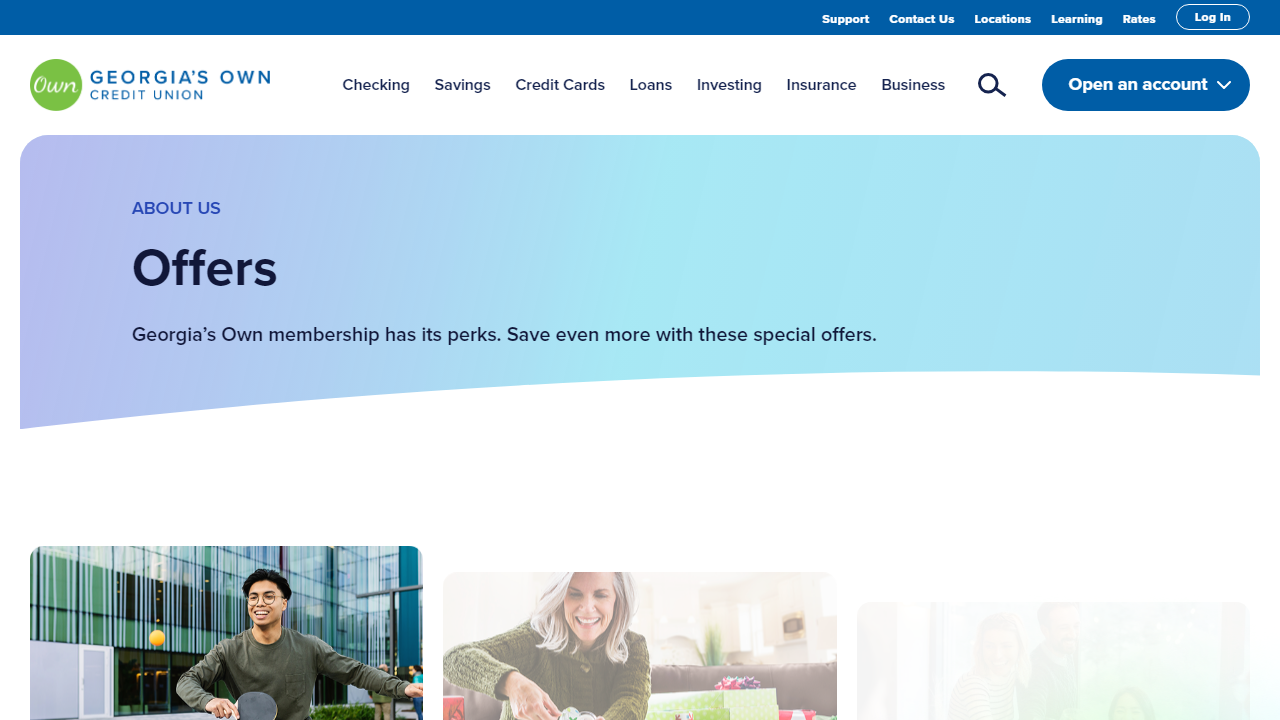 Support Contact Us Locations Learning Rates Log In
Own GEORGIA'S OWN
CREDIT UNION
Checking Savings Credit Cards Loans Investing Insurance Business Open an account
ABOUT US
Offers
Georgia’s Own membership has its perks. Save even more with these special offers.